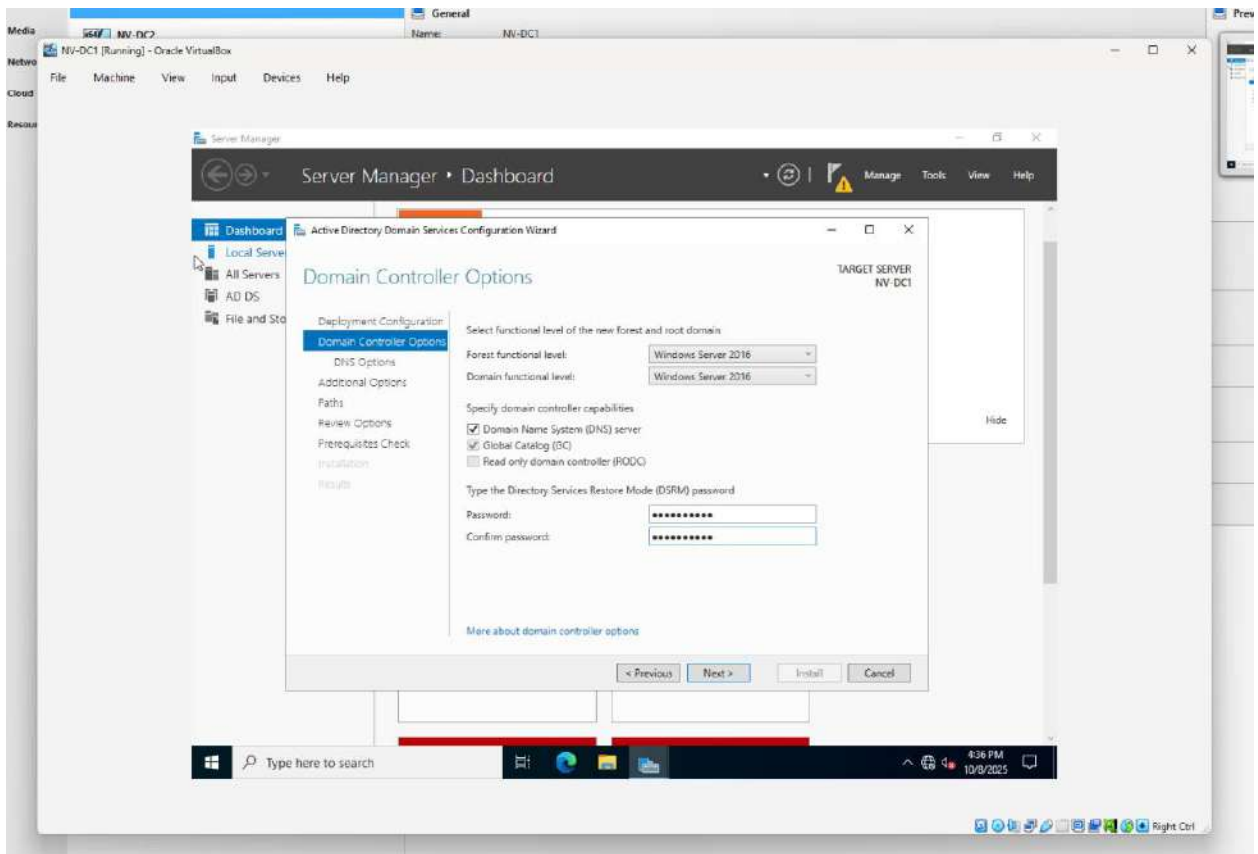 General
Prev
Media
NV-DC2
Name: NV-DC1
NV-DC1 [Running] - Oracle VirtualBox
Netwo
File Machine View Input Devices Help
Cloud
Resour
Server Manager
Server Manager • Dashboard
Manage Tools View Help
Dashboard
Local Serve
All Servers
AD DS
File and Sto
Active Directory Domain Services Configuration Wizard
Domain Controller Options
TARGET SERVER
NV-DC1
Deployment Configuration
Domain Controller Options
DNS Options
Additional Options
Paths
Review Options
Prerequisites Check
Installation
Results
Select functional level of the new forest and root domain
Forest functional level: Windows Server 2016
Domain functional level: Windows Server 2016
Specify domain controller capabilities
Domain Name System (DNS) server
Global Catalog (GC)
Read only domain controller (RODC)
Type the Directory Services Restore Mode (DSRM) password
Password: ••••••••••
Confirm password: ••••••••••
More about domain controller options
< Previous Next > Install Cancel
Hide
Type here to search
4:36 PM
10/8/2025
Right Ctrl